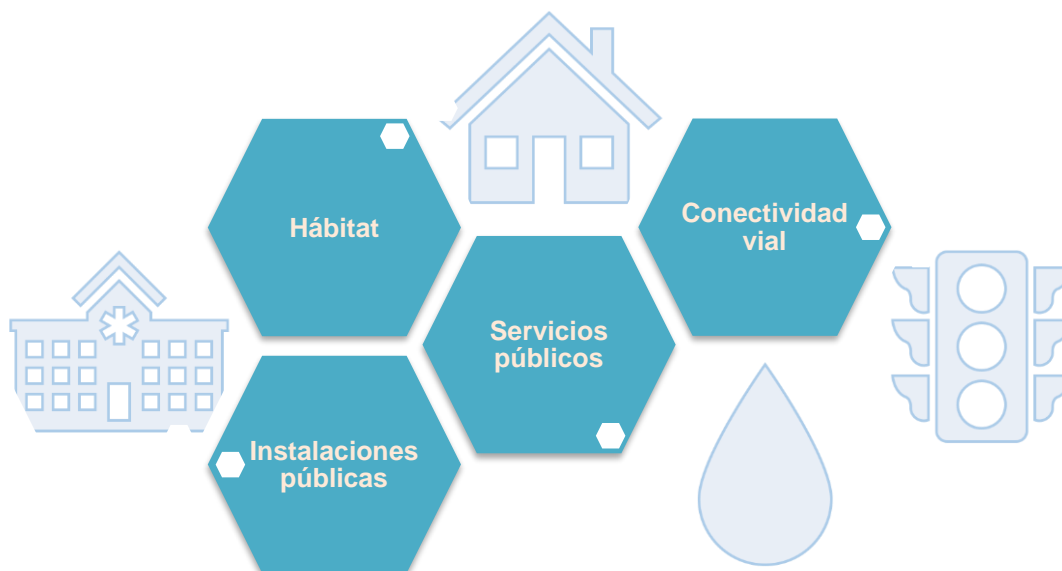 Hábitat
Conectividad
vial
Servicios
públicos
Instalaciones
públicas